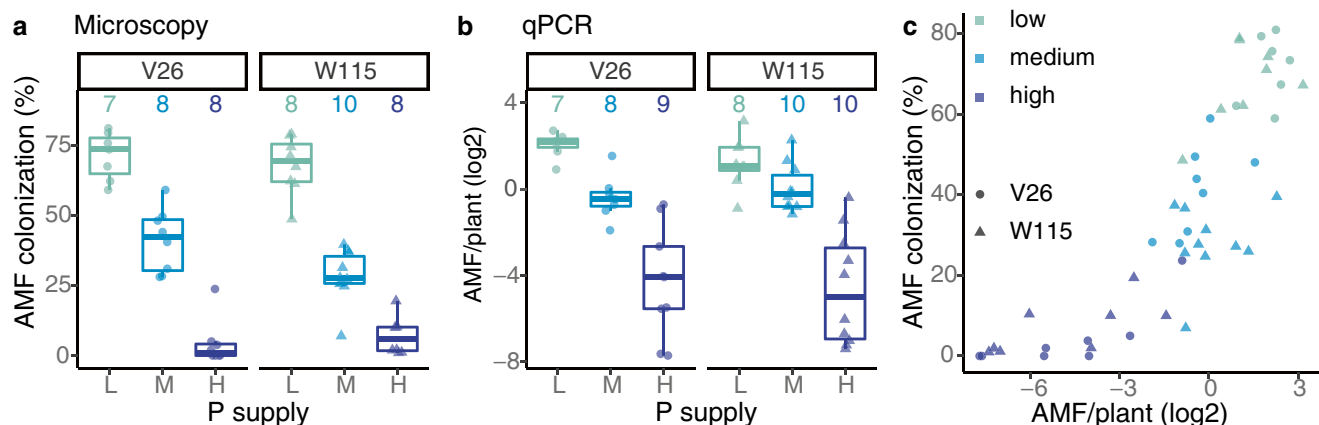 a Microscopy
V26 W115
7 8 8 8 10 8
AMF colonization (%)
75
50
25
0
L M H L M H
P supply
b qPCR
V26 W115
7 8 9 8 10 10
AMF/plant (log2)
4
0
−4
−8
L M H L M H
P supply
c
AMF colonization (%)
80
60
40
20
0
low
medium
high
V26
W115
−6 −3 0 3
AMF/plant (log2)